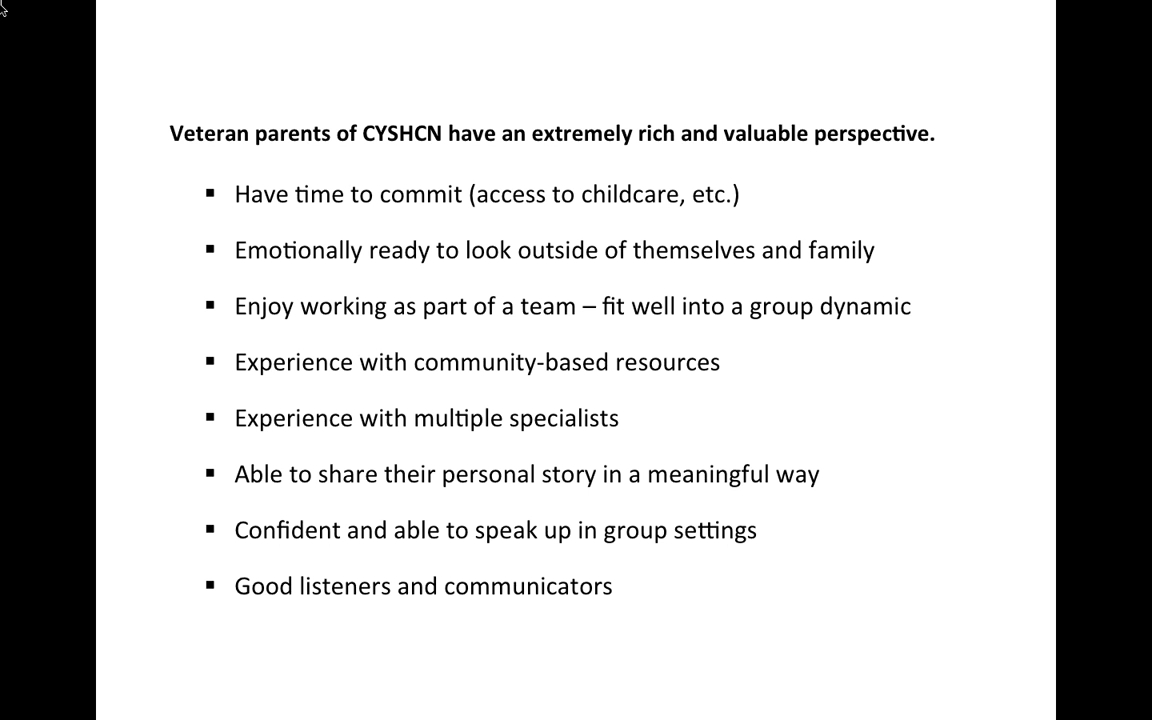 Veteran parents of CYSHCN have an extremely rich and valuable perspective.
▪ Have time to commit (access to childcare, etc.)
▪ Emotionally ready to look outside of themselves and family
▪ Enjoy working as part of a team – fit well into a group dynamic
▪ Experience with community-based resources
▪ Experience with multiple specialists
▪ Able to share their personal story in a meaningful way
▪ Confident and able to speak up in group settings
▪ Good listeners and communicators